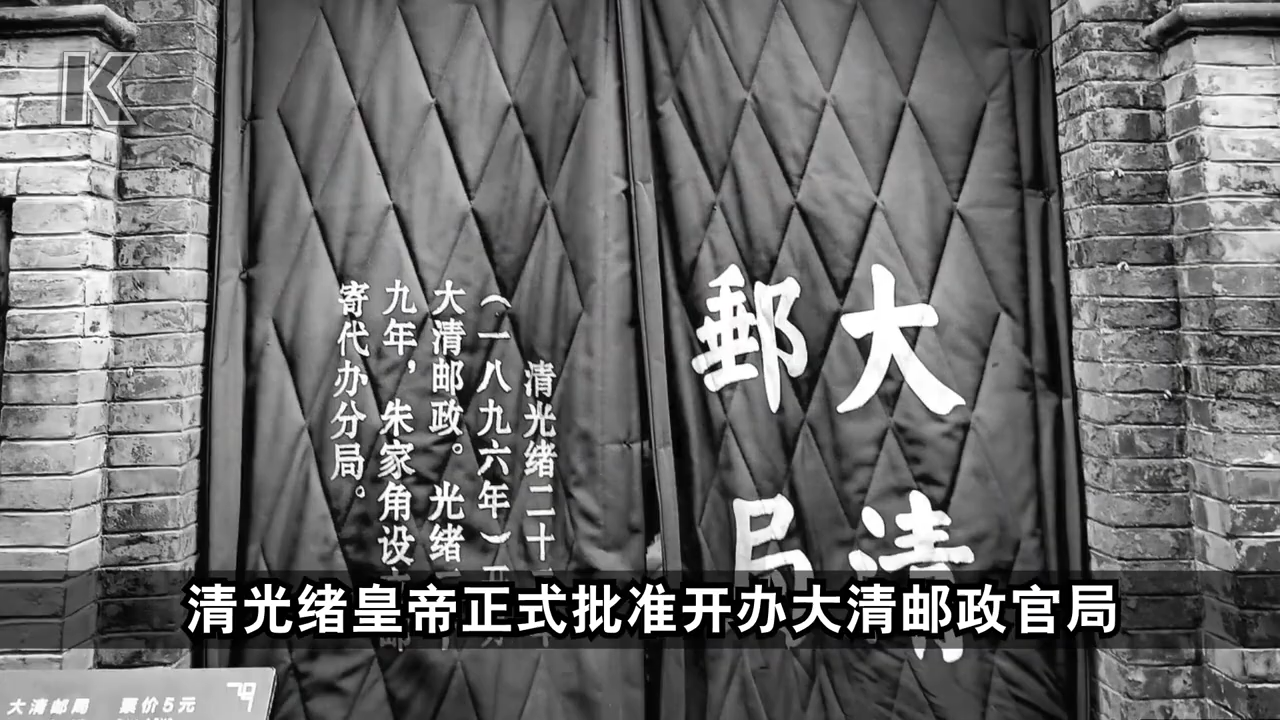 K
大清
郵局
清光绪二十
（一八九六年）
大清邮政。光绪二
九年，朱家角设
寄代办分局。
清光绪皇帝正式批准开办大清邮政官局
大清邮局 票价5元
79